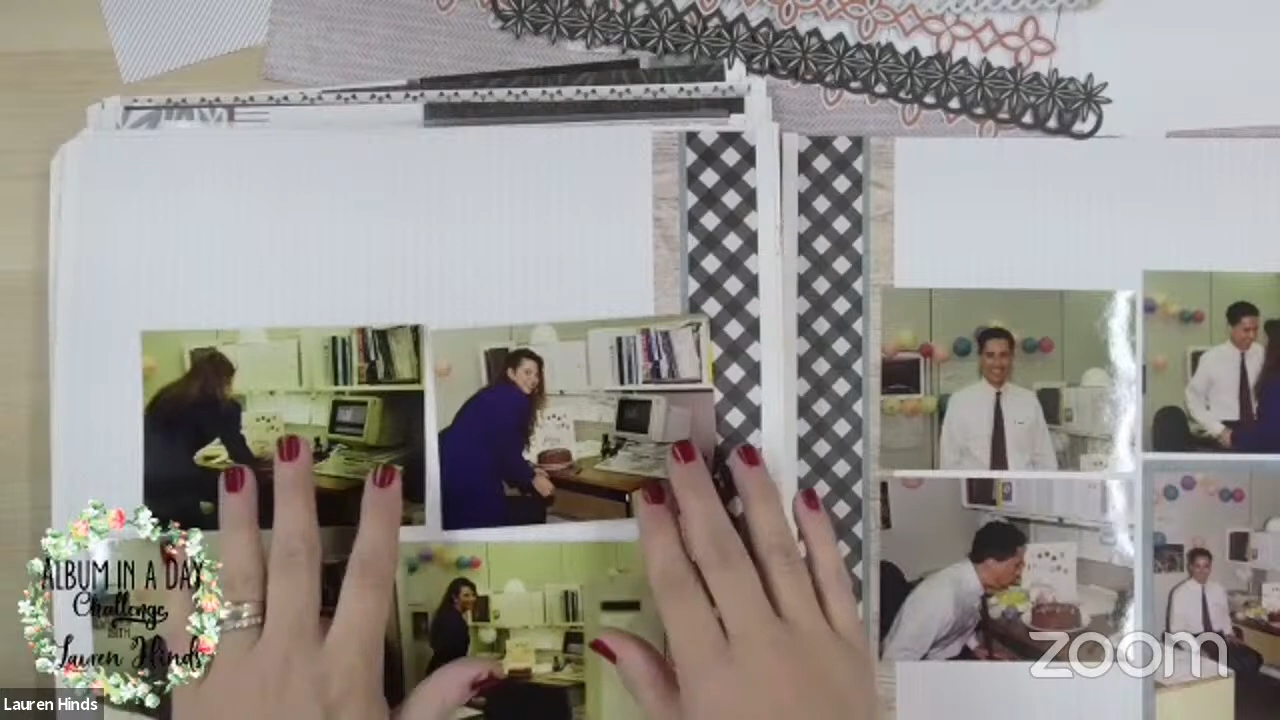 ALBUM IN A DAY
Challenge
WITH
Lauren Hinds
Lauren Hinds
zoom